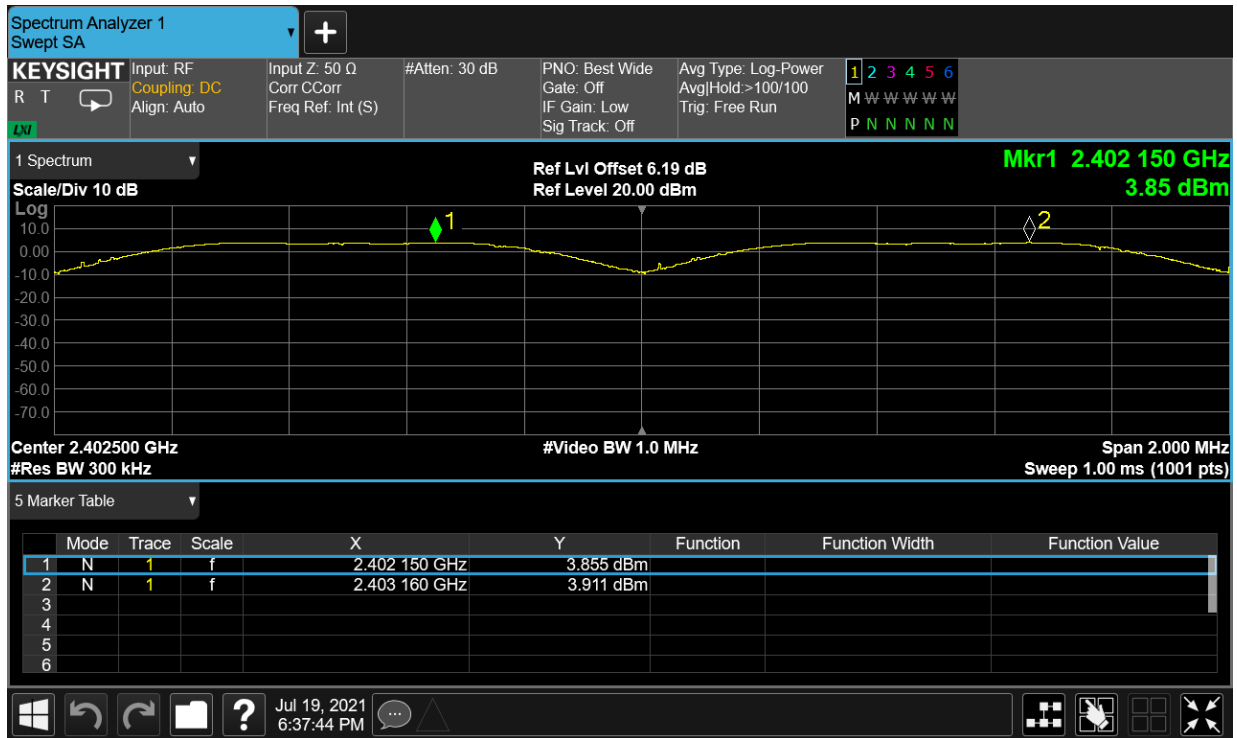 Spectrum Analyzer 1
Swept SA
+
KEYSIGHT
R T
LXI
Input: RF
Coupling: DC
Align: Auto
Input Z: 50 Ω
Corr CCorr
Freq Ref: Int (S)
#Atten: 30 dB
PNO: Best Wide
Gate: Off
IF Gain: Low
Sig Track: Off
Avg Type: Log-Power
Avg|Hold:>100/100
Trig: Free Run
1 2 3 4 5 6
M W W W W W
P N N N N N
1 Spectrum
Scale/Div 10 dB
Ref Lvl Offset 6.19 dB
Ref Level 20.00 dBm
Mkr1 2.402 150 GHz
3.85 dBm
Log
10.0
0.00
-10.0
-20.0
-30.0
-40.0
-50.0
-60.0
-70.0
1
2
Center 2.402500 GHz
#Res BW 300 kHz
#Video BW 1.0 MHz
Span 2.000 MHz
Sweep 1.00 ms (1001 pts)
5 Marker Table
Mode Trace Scale X Y Function Function Width Function Value
1 N 1 f 2.402 150 GHz 3.855 dBm
2 N 1 f 2.403 160 GHz 3.911 dBm
3
4
5
6
?
Jul 19, 2021
6:37:44 PM